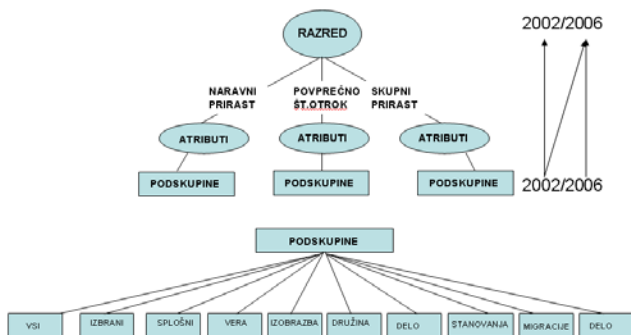 RAZRED
2002/2006
NARAVNI POVPREČNO SKUPNI
PRIRAST ŠT.OTROK PRIRAST
ATRIBUTI ATRIBUTI ATRIBUTI
PODSKUPINE PODSKUPINE PODSKUPINE
2002/2006
PODSKUPINE
VSI IZBRANI SPLOŠNI VERA IZOBRAZBA DRUŽINA DELO STANOVANJA MIGRACIJE DELO